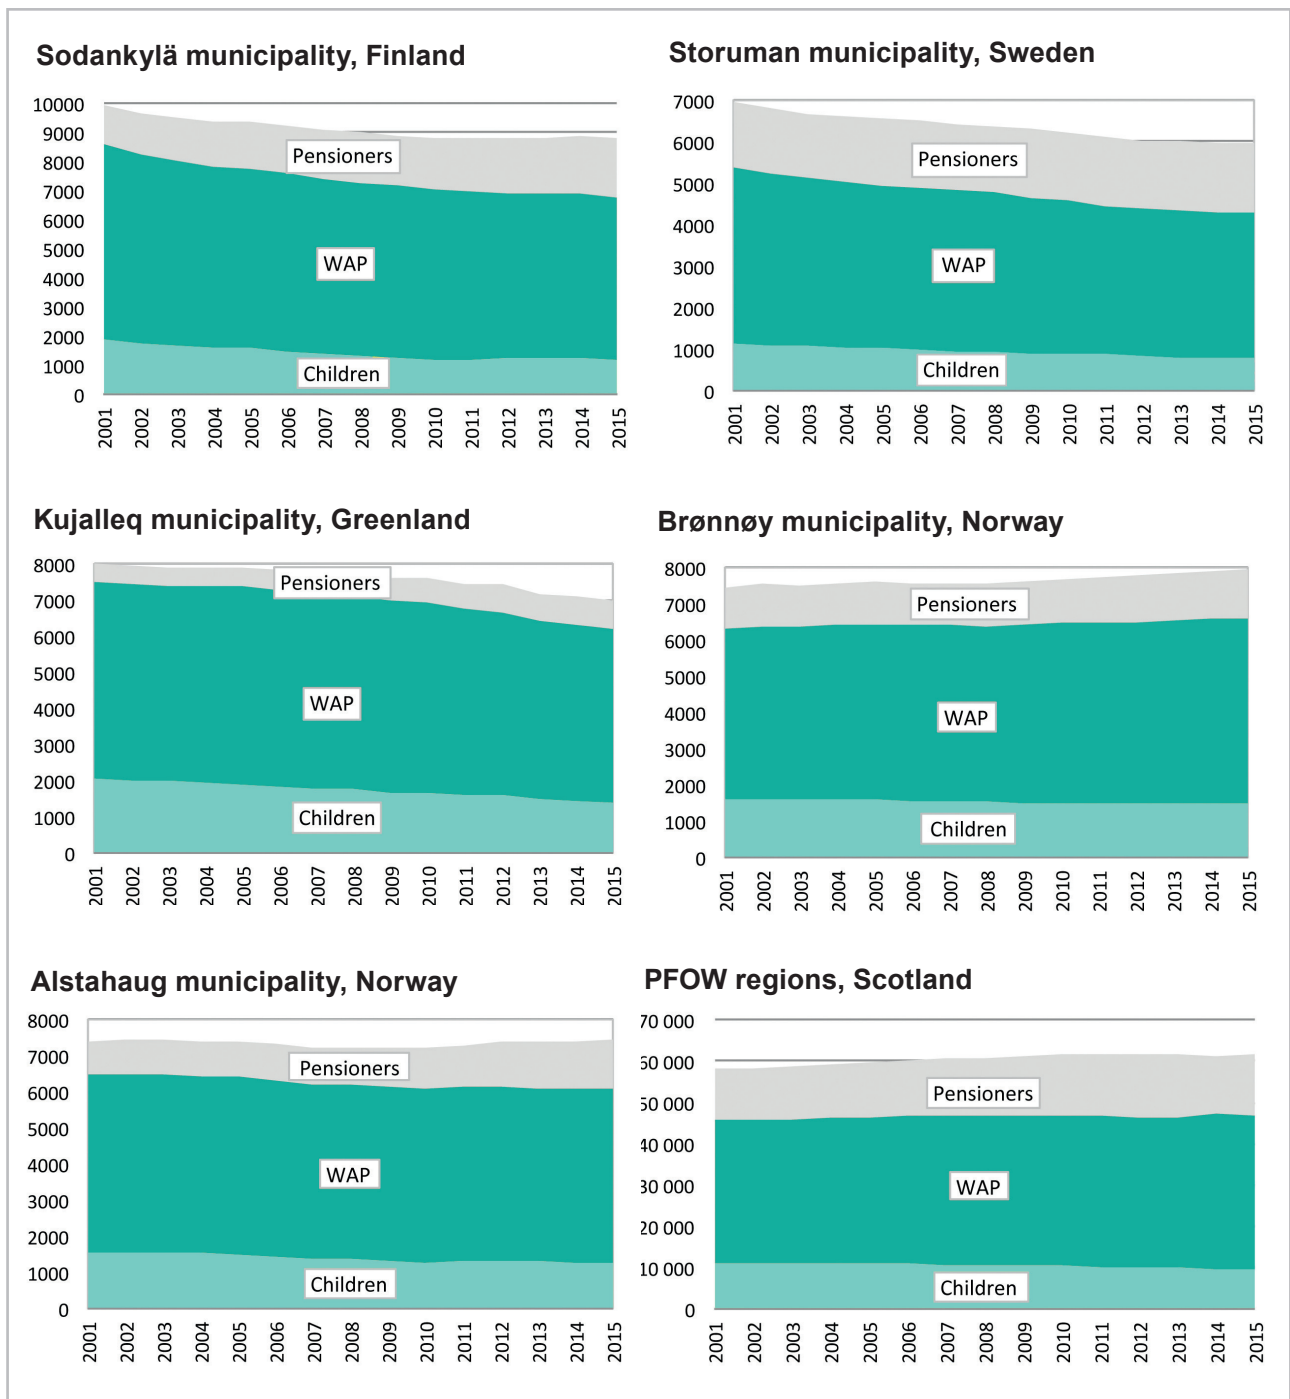 Sodankylä municipality, Finland
10000
9000
8000
7000
6000
5000
4000
3000
2000
1000
0
Pensioners
WAP
Children
2001 2002 2003 2004 2005 2006 2007 2008 2009 2010 2011 2012 2013 2014 2015
Storuman municipality, Sweden
7000
6000
5000
4000
3000
2000
1000
0
Pensioners
WAP
Children
2001 2002 2003 2004 2005 2006 2007 2008 2009 2010 2011 2012 2013 2014 2015
Kujalleq municipality, Greenland
8000
7000
6000
5000
4000
3000
2000
1000
0
Pensioners
WAP
Children
2001 2002 2003 2004 2005 2006 2007 2008 2009 2010 2011 2012 2013 2014 2015
Brønnøy municipality, Norway
8000
7000
6000
5000
4000
3000
2000
1000
0
Pensioners
WAP
Children
2001 2002 2003 2004 2005 2006 2007 2008 2009 2010 2011 2012 2013 2014 2015
Alstahaug municipality, Norway
8000
7000
6000
5000
4000
3000
2000
1000
0
Pensioners
WAP
Children
2001 2002 2003 2004 2005 2006 2007 2008 2009 2010 2011 2012 2013 2014 2015
PFOW regions, Scotland
70 000
60 000
50 000
40 000
30 000
20 000
10 000
0
Pensioners
WAP
Children
2001 2002 2003 2004 2005 2006 2007 2008 2009 2010 2011 2012 2013 2014 2015